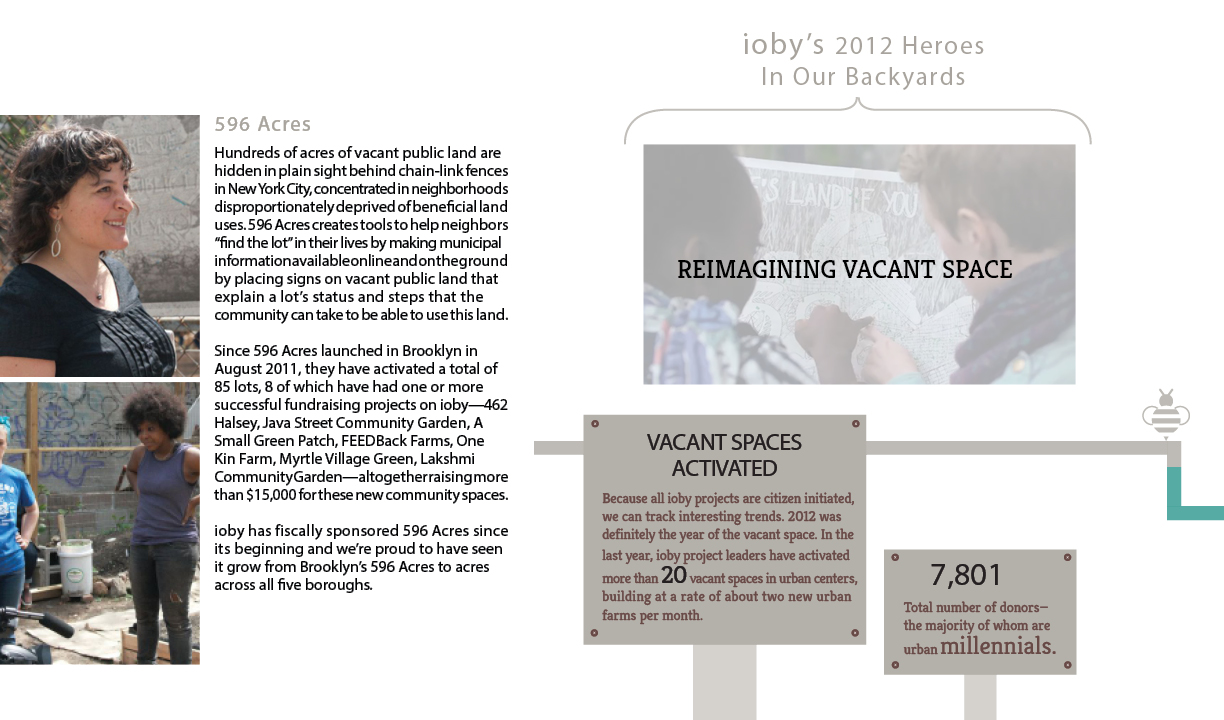 ioby's 2012 Heroes
In Our Backyards
596 Acres
Hundreds of acres of vacant public land are
hidden in plain sight behind chain-link fences
in New York City, concentrated in neighborhoods
disproportionately deprived of beneficial land
uses. 596 Acres creates tools to help neighbors
“find the lot” in their lives by making municipal
information available online and on the ground
by placing signs on vacant public land that
explain a lot's status and steps that the
community can take to be able to use this land.
Since 596 Acres launched in Brooklyn in
August 2011, they have activated a total of
85 lots, 8 of which have had one or more
successful fundraising projects on ioby—462
Halsey, Java Street Community Garden, A
Small Green Patch, FEEDBack Farms, One
Kin Farm, Myrtle Village Green, Lakshmi
Community Garden—altogether raising more
than $15,000 for these new community spaces.
ioby has fiscally sponsored 596 Acres since
its beginning and we're proud to have seen
it grow from Brooklyn's 596 Acres to acres
across all five boroughs.
LAND IF YOU
REIMAGINING VACANT SPACE
VACANT SPACES
ACTIVATED
Because all ioby projects are citizen initiated,
we can track interesting trends. 2012 was
definitely the year of the vacant space. In the
last year, ioby project leaders have activated
more than 20 vacant spaces in urban centers,
building at a rate of about two new urban
farms per month.
7,801
Total number of donors–
the majority of whom are
urban millennials.